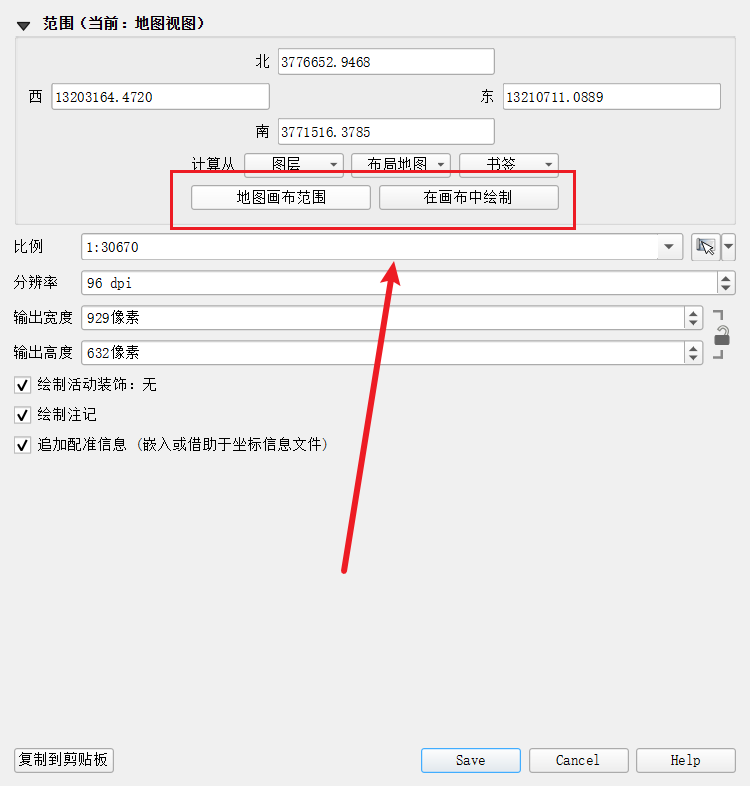 范围(当前：地图视图)
北 3776652.9468
西 13203164.4720 东 13210711.0889
南 3771516.3785
计算从 图层 布局地图 书签
地图画布范围 在画布中绘制
比例 1:30670
分辨率 96 dpi
输出宽度 929像素
输出高度 632像素
绘制活动装饰：无
绘制注记
追加配准信息 (嵌入或借助于坐标信息文件)
复制到剪贴板 Save Cancel Help